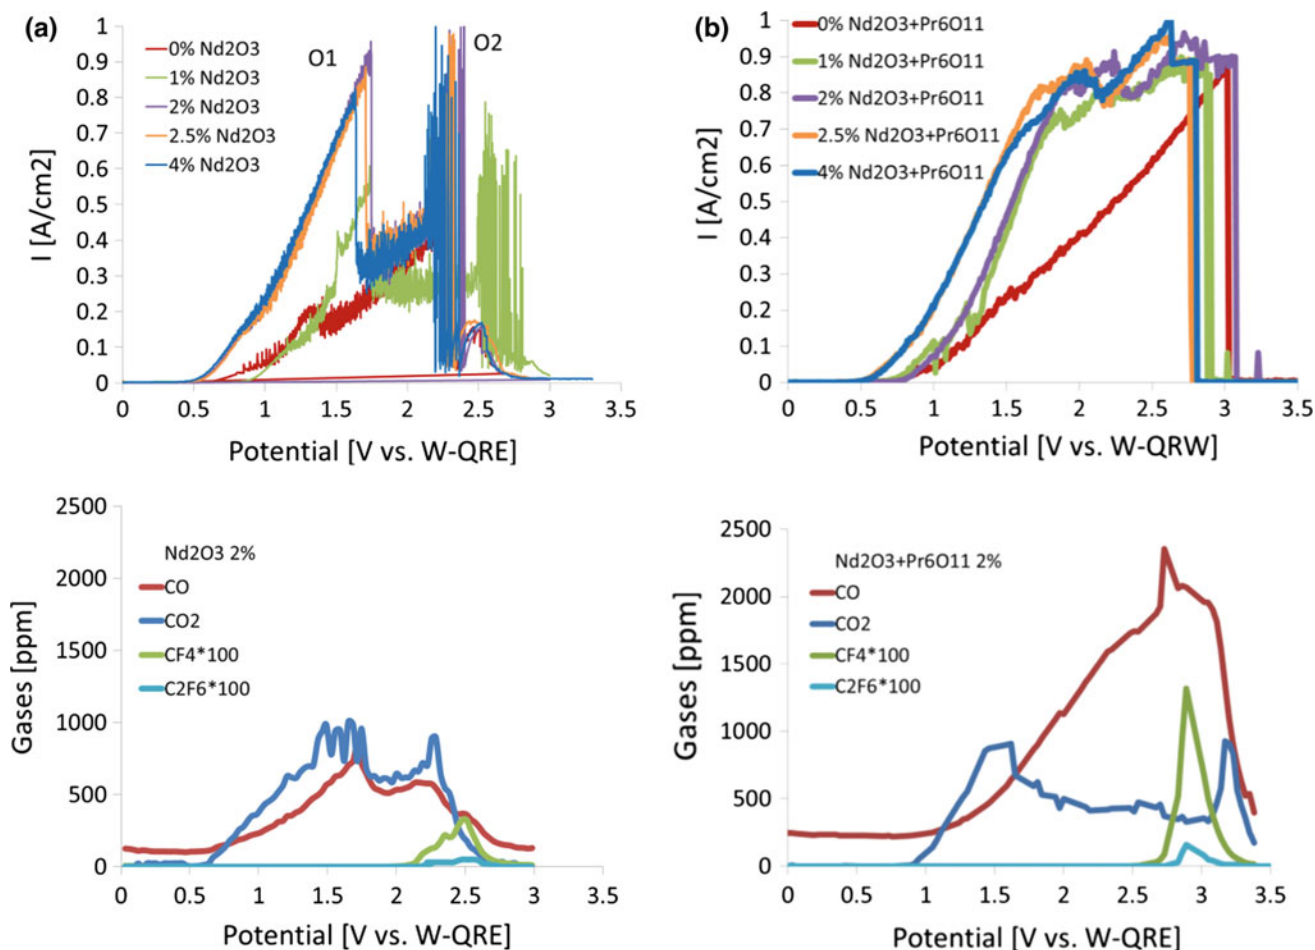 (a)
0% Nd2O3
1% Nd2O3
2% Nd2O3
2.5% Nd2O3
4% Nd2O3
O1
O2
1
0.9
0.8
0.7
0.6
0.5
0.4
0.3
0.2
0.1
0
I [A/cm2]
0 0.5 1 1.5 2 2.5 3 3.5
Potential [V vs. W-QRE]
(b)
0% Nd2O3+Pr6O11
1% Nd2O3+Pr6O11
2% Nd2O3+Pr6O11
2.5% Nd2O3+Pr6O11
4% Nd2O3+Pr6O11
1
0.9
0.8
0.7
0.6
0.5
0.4
0.3
0.2
0.1
0
I [A/cm2]
0 0.5 1 1.5 2 2.5 3 3.5
Potential [V vs. W-QRW]
2500
2000
1500
1000
500
0
Gases [ppm]
Nd2O3 2%
CO
CO2
CF4*100
C2F6*100
0 0.5 1 1.5 2 2.5 3 3.5
Potential [V vs. W-QRE]
2500
2000
1500
1000
500
0
Gases [ppm]
Nd2O3+Pr6O11 2%
CO
CO2
CF4*100
C2F6*100
0 0.5 1 1.5 2 2.5 3 3.5
Potential [V vs. W-QRE]